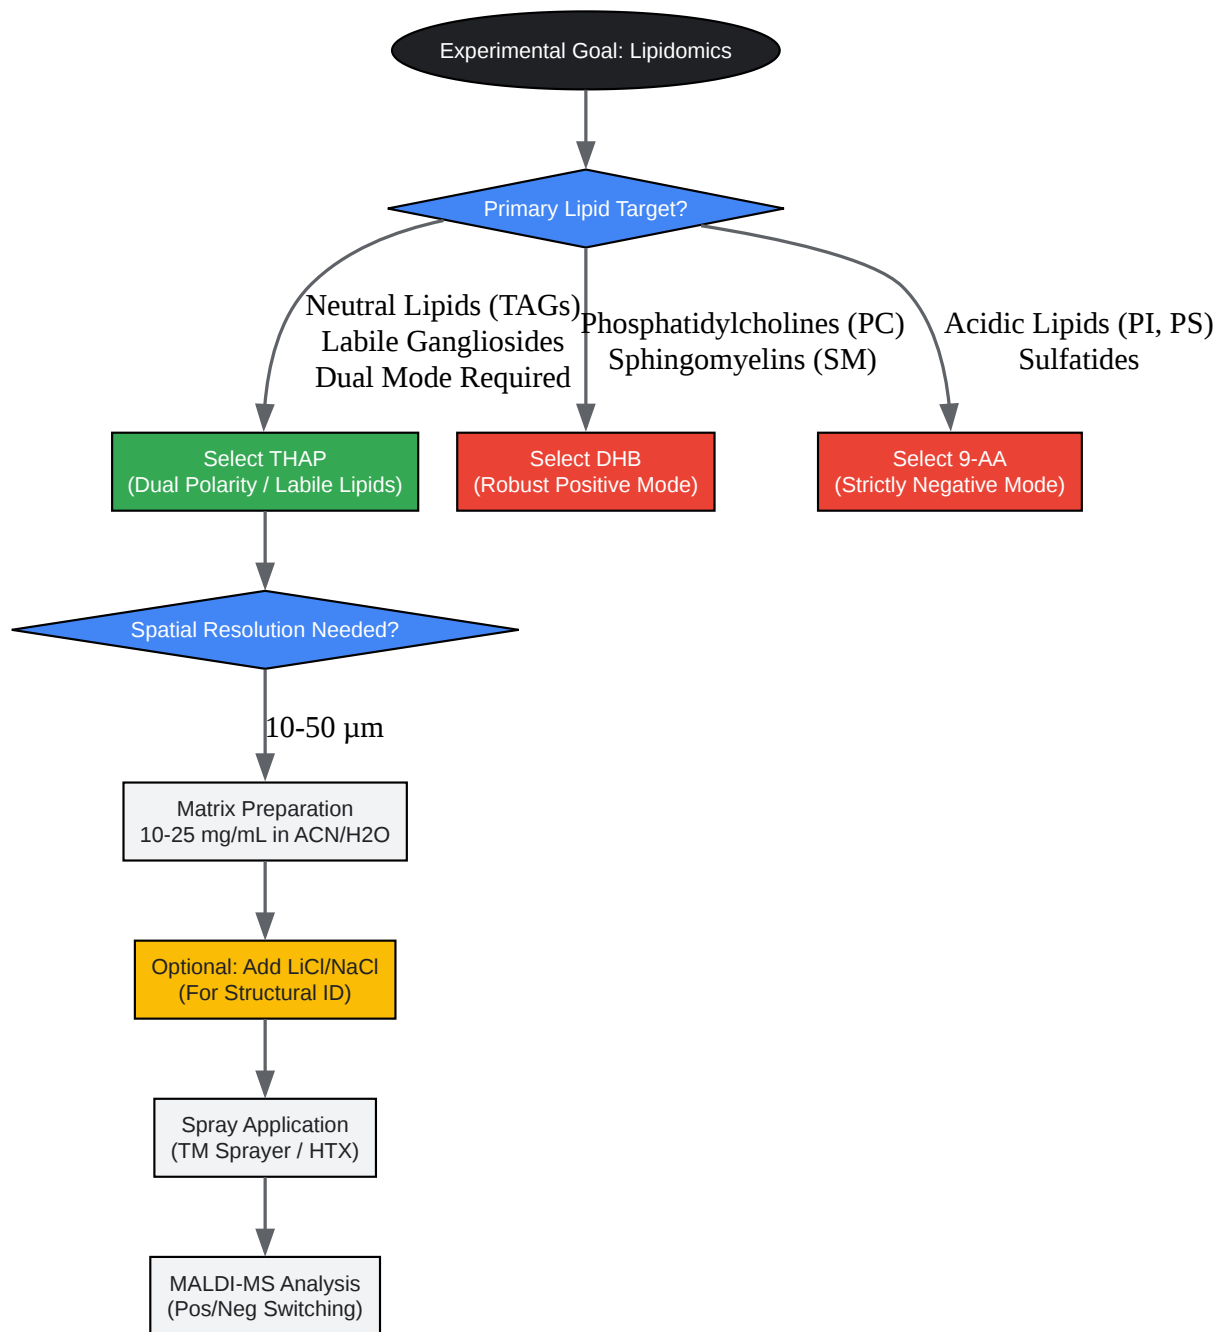 Experimental Goal: Lipidomics
Primary Lipid Target?
Neutral Lipids (TAGs)
Labile Gangliosides
Dual Mode Required
Phosphatidylcholines (PC)
Sphingomyelins (SM)
Acidic Lipids (PI, PS)
Sulfatides
Select THAP
(Dual Polarity / Labile Lipids)
Select DHB
(Robust Positive Mode)
Select 9-AA
(Strictly Negative Mode)
Spatial Resolution Needed?
10-50 µm
Matrix Preparation
10-25 mg/mL in ACN/H2O
Optional: Add LiCl/NaCl
(For Structural ID)
Spray Application
(TM Sprayer / HTX)
MALDI-MS Analysis
(Pos/Neg Switching)